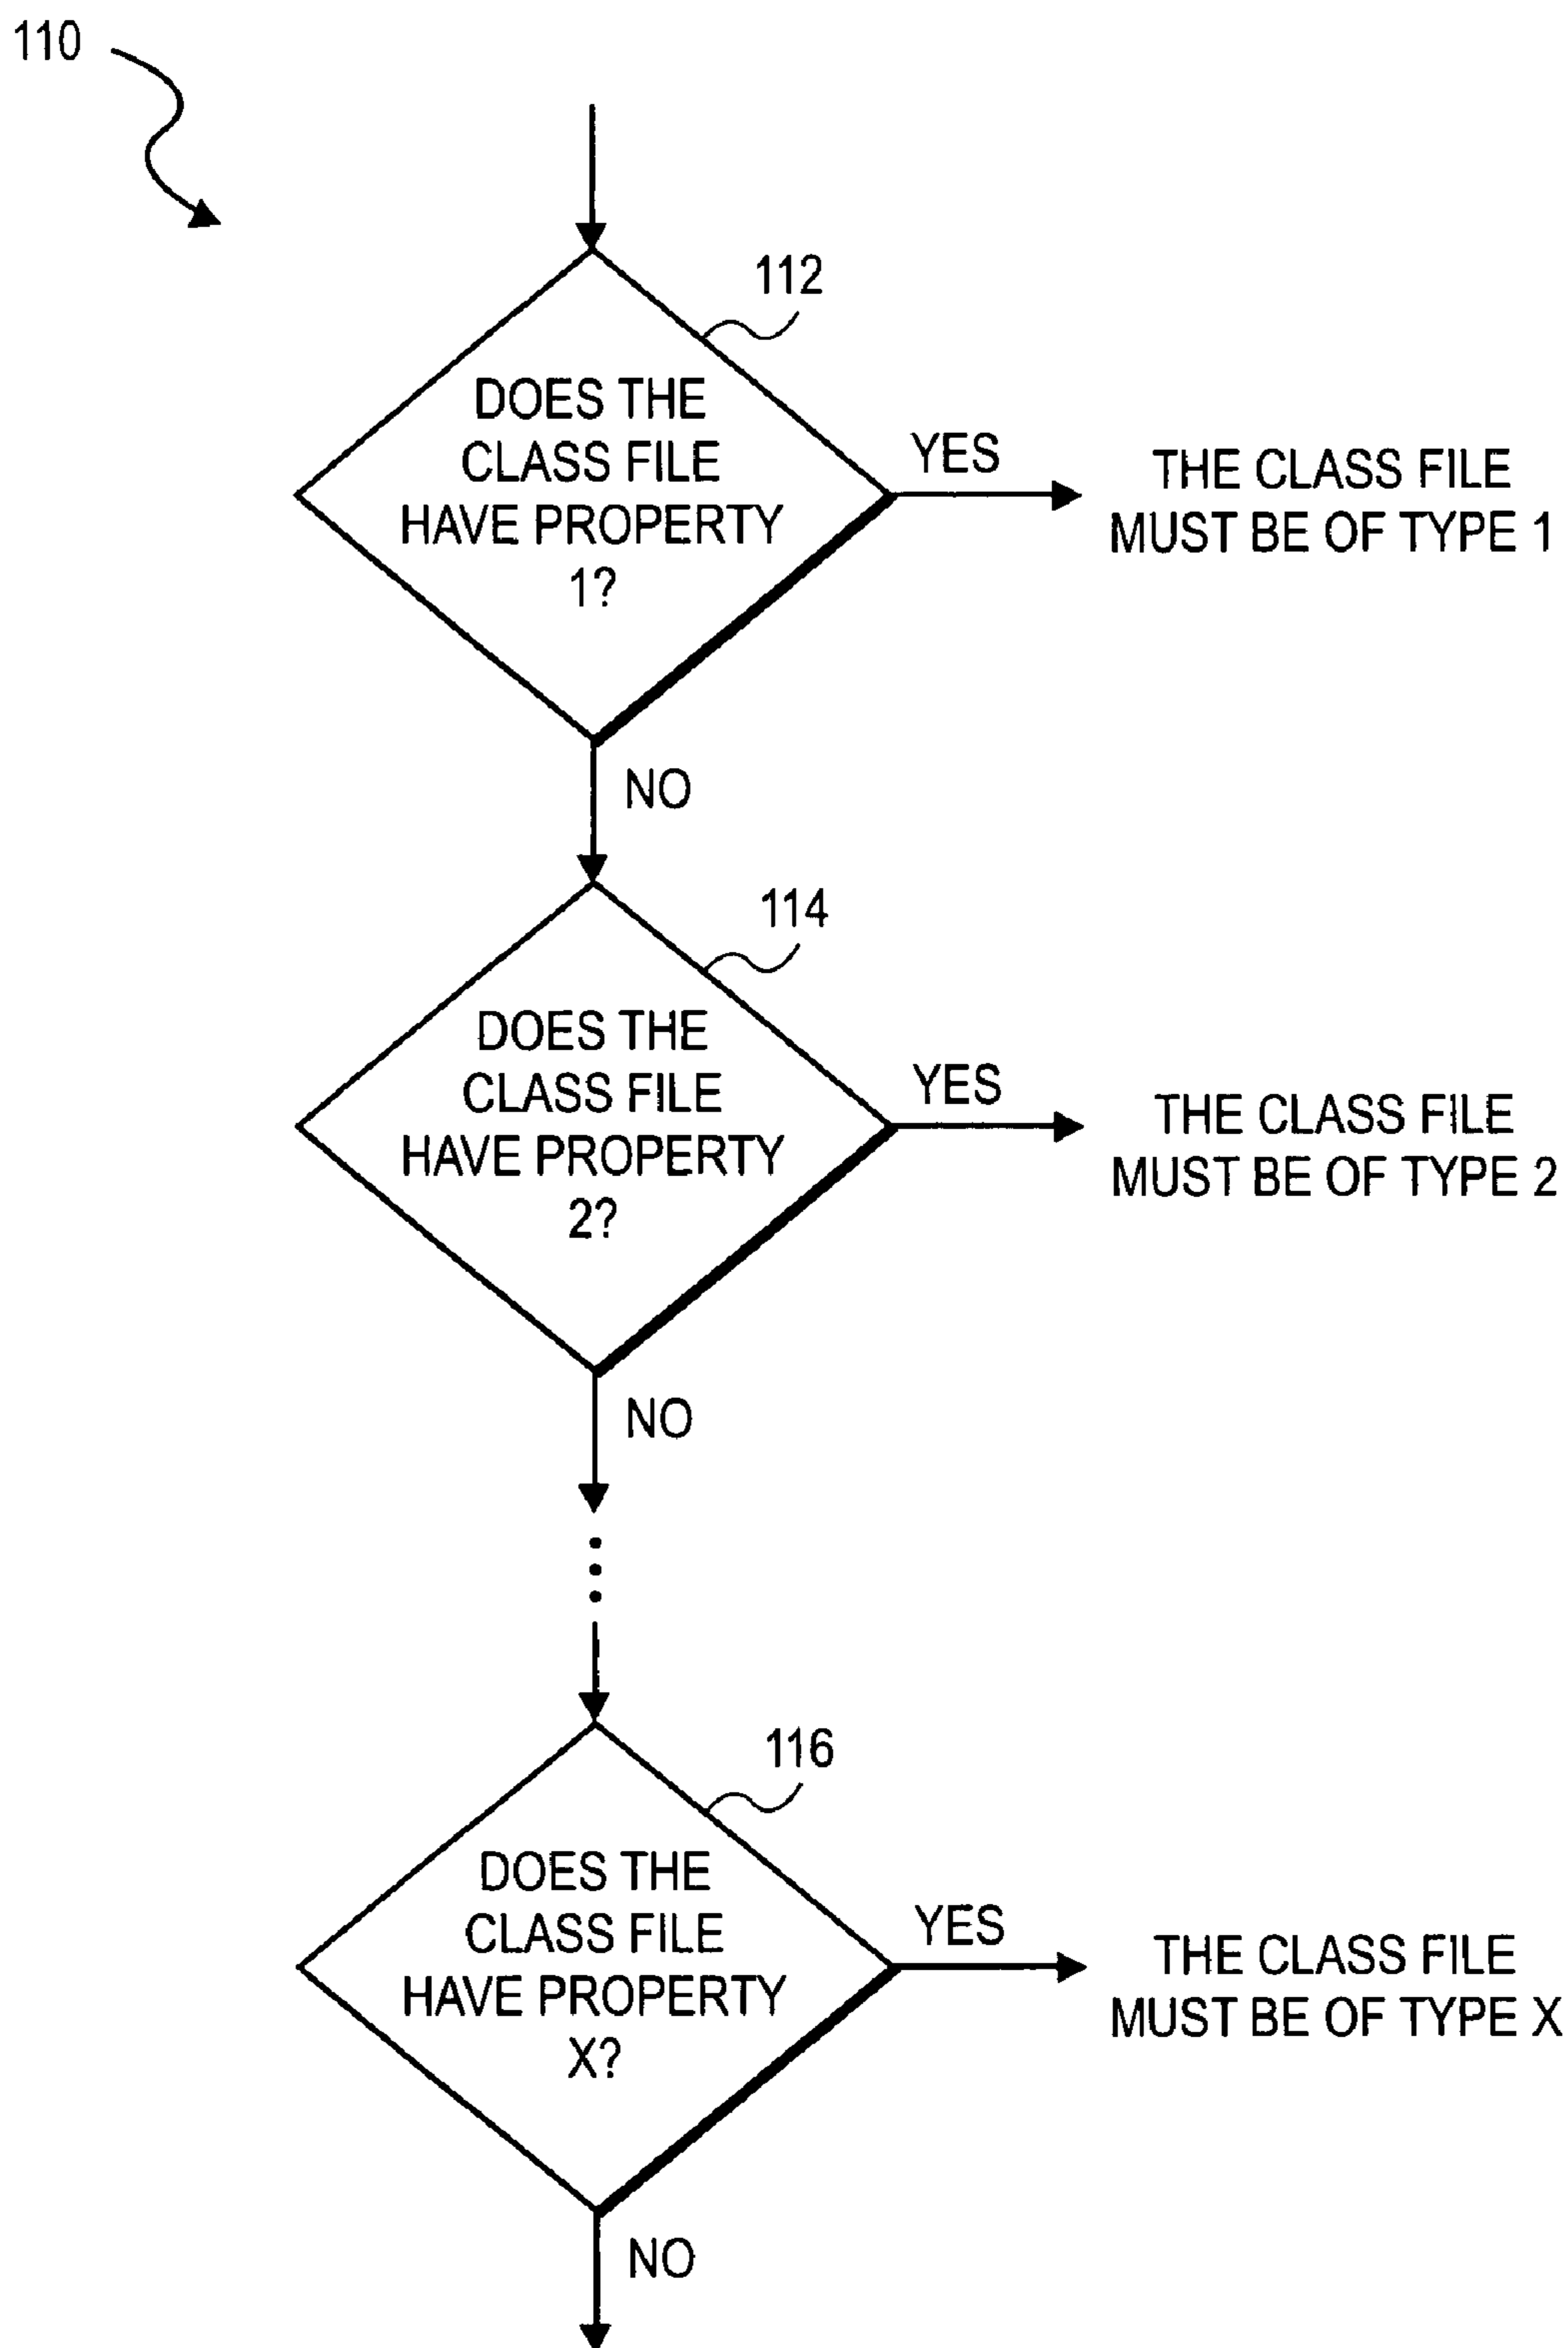 110
112
DOES THE
CLASS FILE
HAVE PROPERTY
1?
YES
THE CLASS FILE
MUST BE OF TYPE 1
NO
114
DOES THE
CLASS FILE
HAVE PROPERTY
2?
YES
THE CLASS FILE
MUST BE OF TYPE 2
NO
116
DOES THE
CLASS FILE
HAVE PROPERTY
X?
YES
THE CLASS FILE
MUST BE OF TYPE X
NO